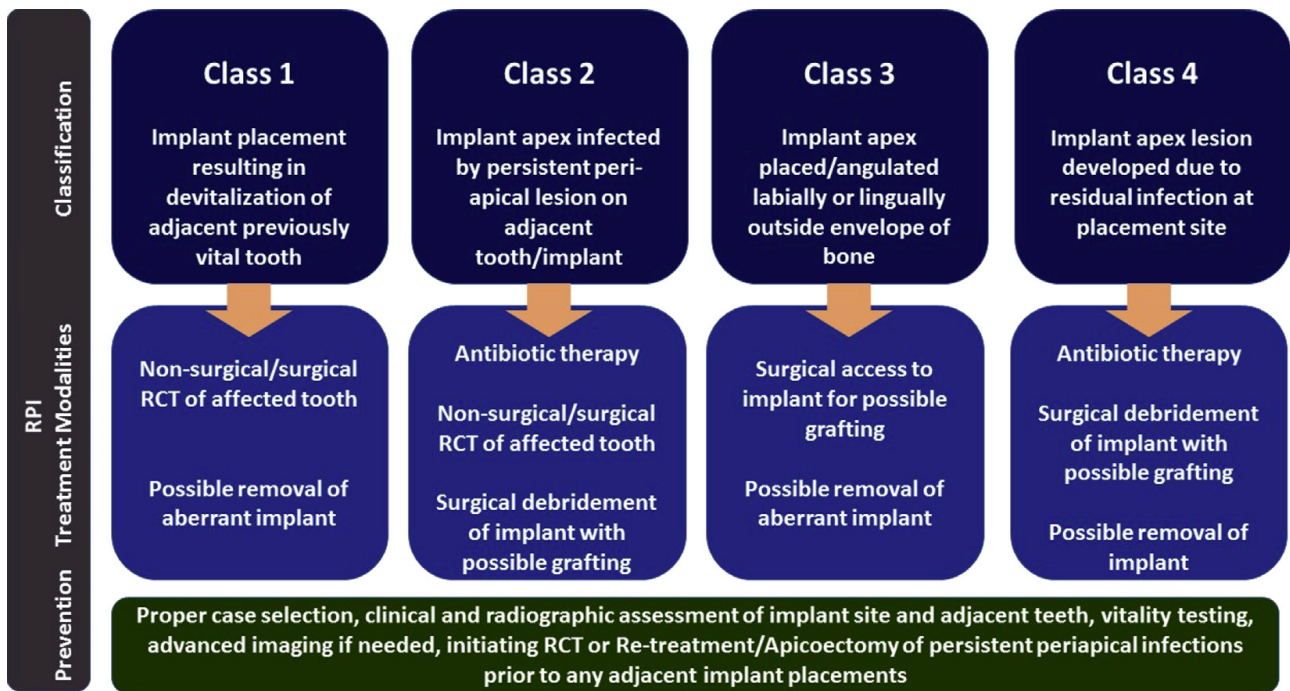 Classification
Class 1
Implant placement
resulting in
devitalization of
adjacent previously
vital tooth
Class 2
Implant apex infected
by persistent peri-
apical lesion on
adjacent
tooth/implant
Class 3
Implant apex
placed/angulated
labially or lingually
outside envelope of
bone
Class 4
Implant apex lesion
developed due to
residual infection at
placement site
RPI
Treatment Modalities
Non-surgical/surgical
RCT of affected tooth
Possible removal of
aberrant implant
Antibiotic therapy
Non-surgical/surgical
RCT of affected tooth
Surgical debridement
of implant with
possible grafting
Surgical access to
implant for possible
grafting
Possible removal of
aberrant implant
Antibiotic therapy
Surgical debridement
of implant with
possible grafting
Possible removal of
implant
Prevention
Proper case selection, clinical and radiographic assessment of implant site and adjacent teeth, vitality testing,
advanced imaging if needed, initiating RCT or Re-treatment/Apicoectomy of persistent periapical infections
prior to any adjacent implant placements